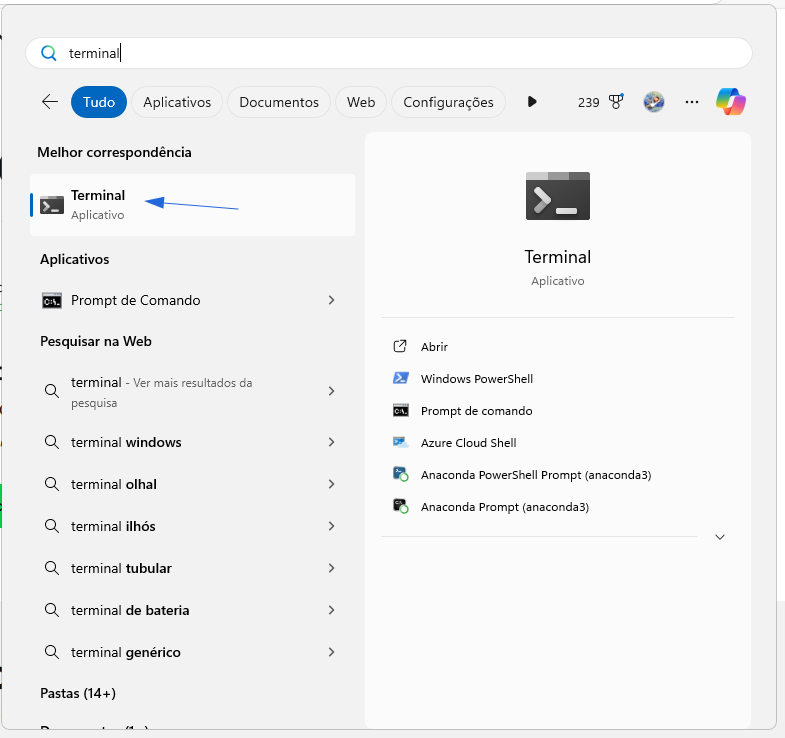 terminal
Tudo
Aplicativos
Documentos
Web
Configurações
239
Melhor correspondência
Terminal
Aplicativo
Aplicativos
Prompt de Comando
Pesquisar na Web
terminal - Ver mais resultados da
pesquisa
terminal windows
terminal olhal
terminal ilhós
terminal tubular
terminal de bateria
terminal genérico
Pastas (14+)
Terminal
Aplicativo
Abrir
Windows PowerShell
Prompt de comando
Azure Cloud Shell
Anaconda PowerShell Prompt (anaconda3)
Anaconda Prompt (anaconda3)